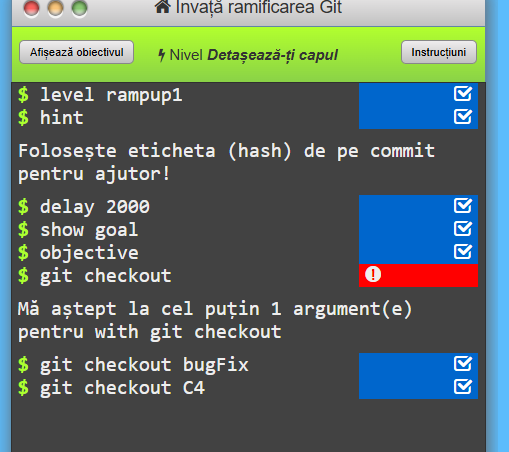 Învață ramificarea Git
Afișează obiectivul
Nivel Detașează-ți capul
Instrucțiuni
$ level rampup1
$ hint
Folosește eticheta (hash) de pe commit
pentru ajutor!
$ delay 2000
$ show goal
$ objective
$ git checkout
Mă aștept la cel puțin 1 argument(e)
pentru with git checkout
$ git checkout bugFix
$ git checkout C4